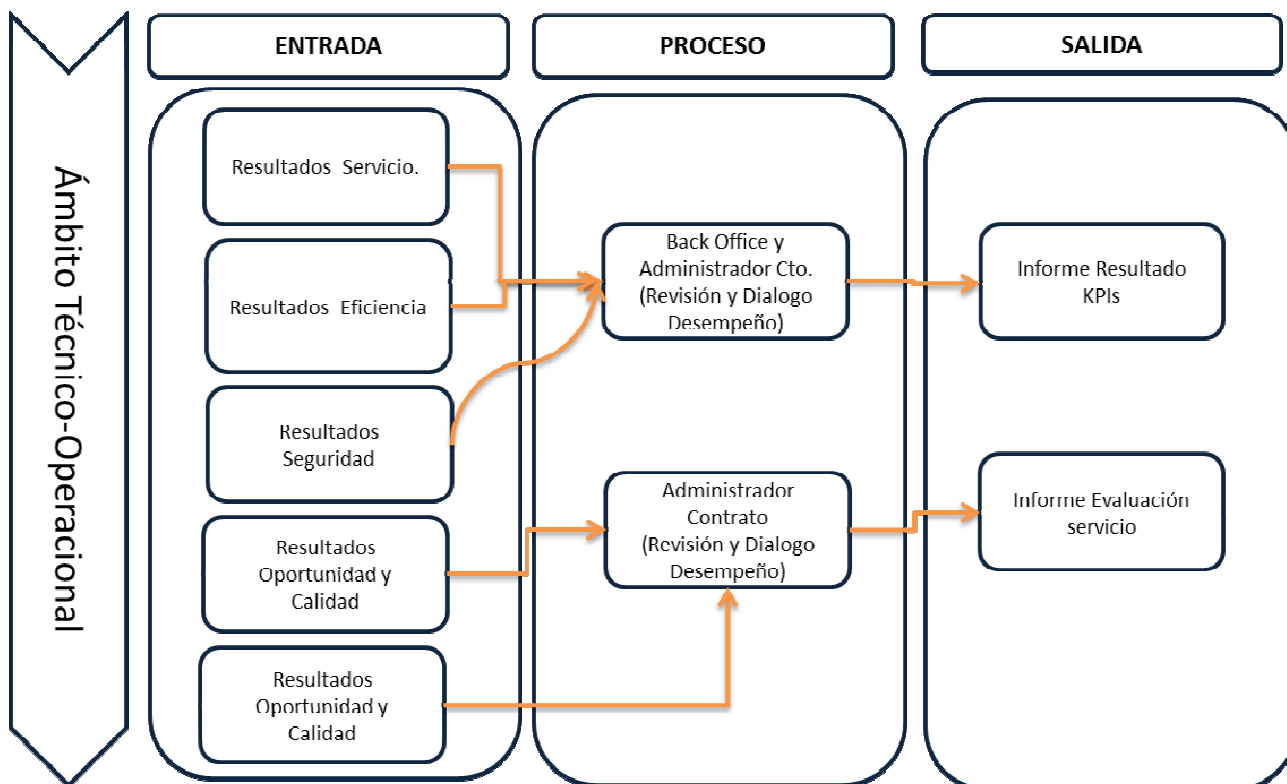 Ámbito Técnico-Operacional
ENTRADA
Resultados Servicio.
Resultados Eficiencia
Resultados
Seguridad
Resultados
Oportunidad y
Calidad
Resultados
Oportunidad y
Calidad
PROCESO
Back Office y
Administrador Cto.
(Revisión y Dialogo
Desempeño)
Administrador
Contrato
(Revisión y Dialogo
Desempeño)
SALIDA
Informe Resultado
KPIs
Informe Evaluación
servicio